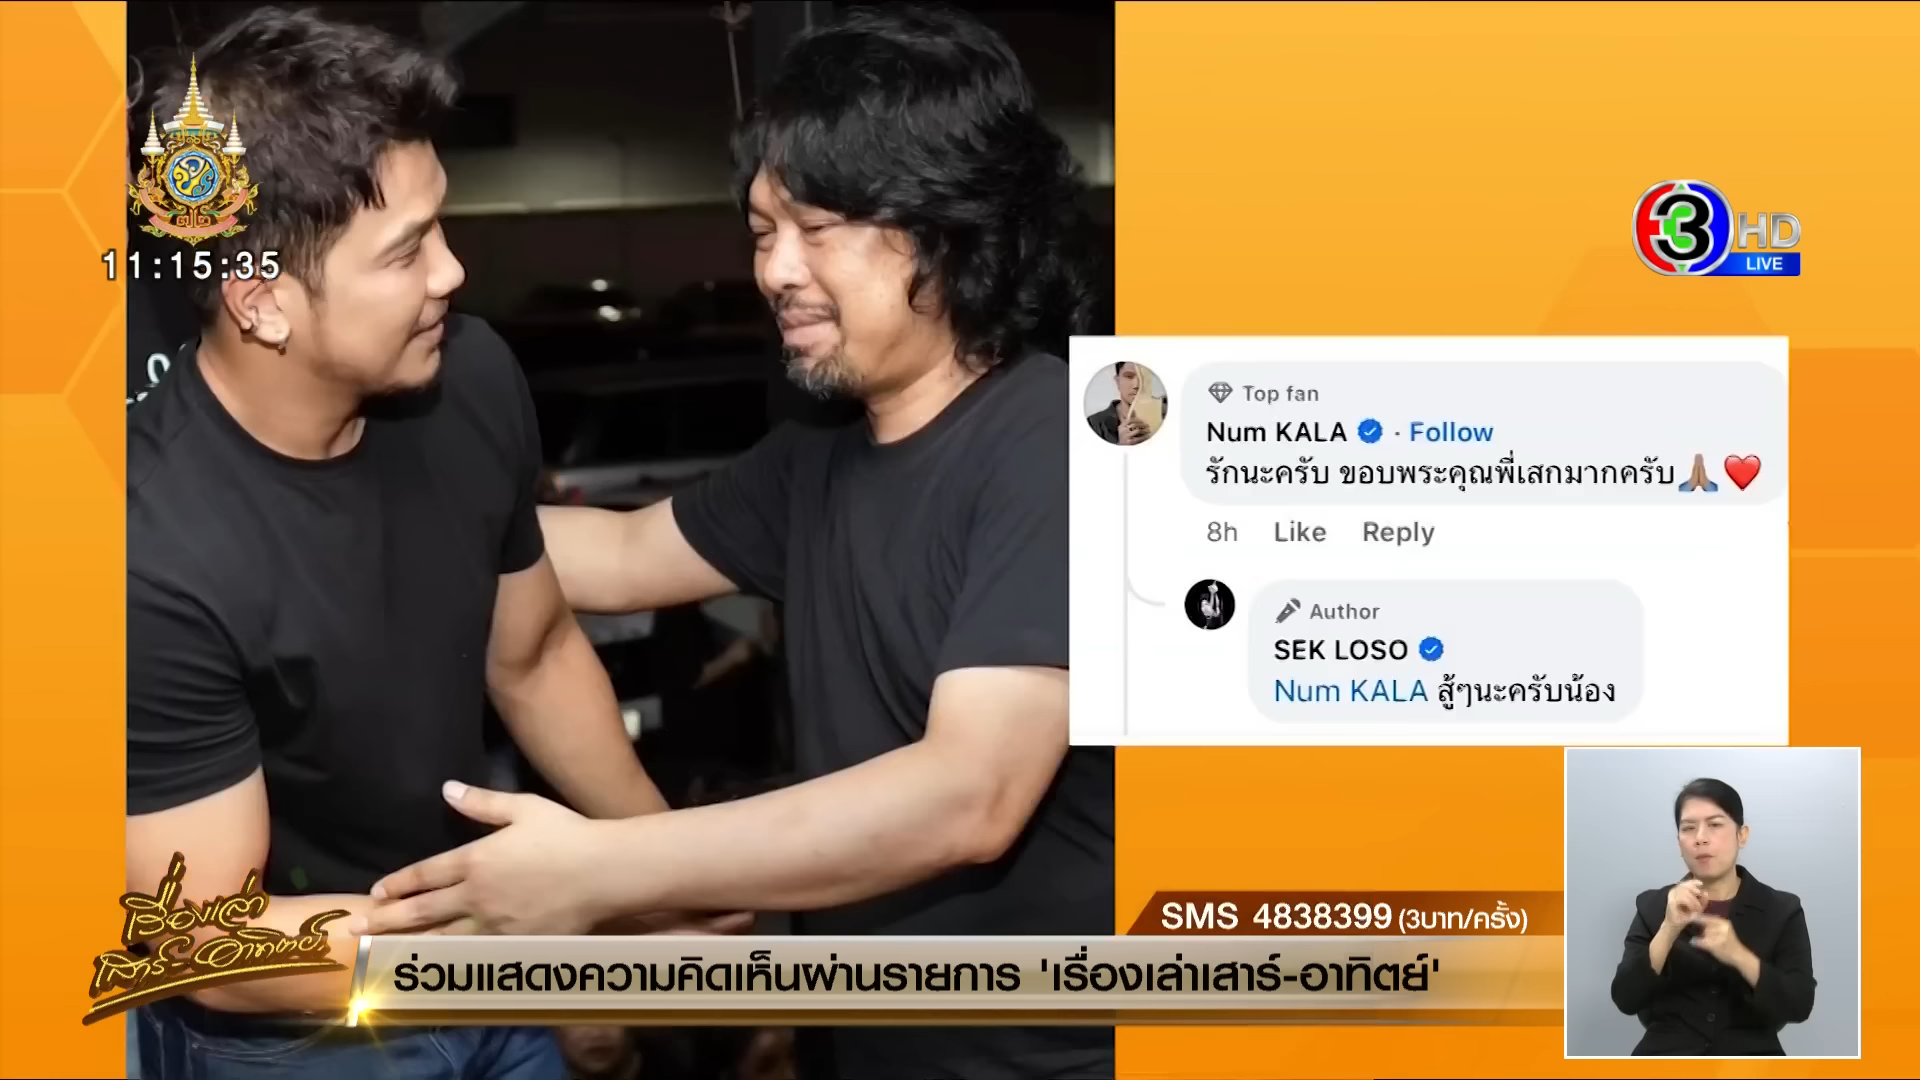 ๗๒
11:15:35
3 HD
LIVE
Top fan
Num KALA · Follow
รักนะครับ ขอบพระคุณพี่เสกมากครับ🙏🏽❤️
8h Like Reply
Author
SEK LOSO
Num KALA สู้ๆนะครับน้อง
SMS 4838399 (3บาท/ครั้ง)
เรื่องเล่า
เสาร์-อาทิตย์
ร่วมแสดงความคิดเห็นผ่านรายการ 'เรื่องเล่าเสาร์-อาทิตย์'